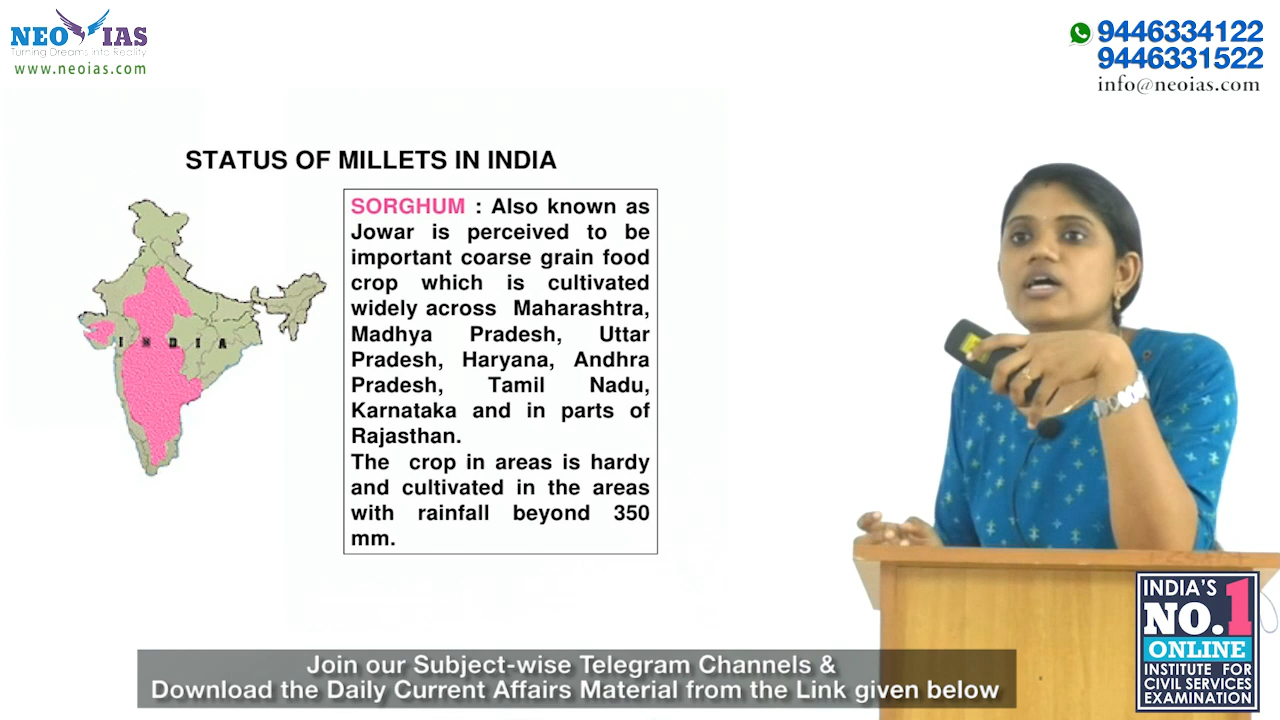 NEO IAS
Turning Dreams into Reality
www.neoias.com
9446334122
9446331522
info@neoias.com
STATUS OF MILLETS IN INDIA
SORGHUM : Also known as
Jowar is perceived to be
important coarse grain food
crop which is cultivated
widely across Maharashtra,
Madhya Pradesh, Uttar
Pradesh, Haryana, Andhra
Pradesh, Tamil Nadu,
Karnataka and in parts of
Rajasthan.
The crop in areas is hardy
and cultivated in the areas
with rainfall beyond 350
mm.
I N D I A
INDIA'S
NO.1
ONLINE
INSTITUTE FOR
CIVIL SERVICES
EXAMINATION
Join our Subject-wise Telegram Channels &
Download the Daily Current Affairs Material from the Link given below